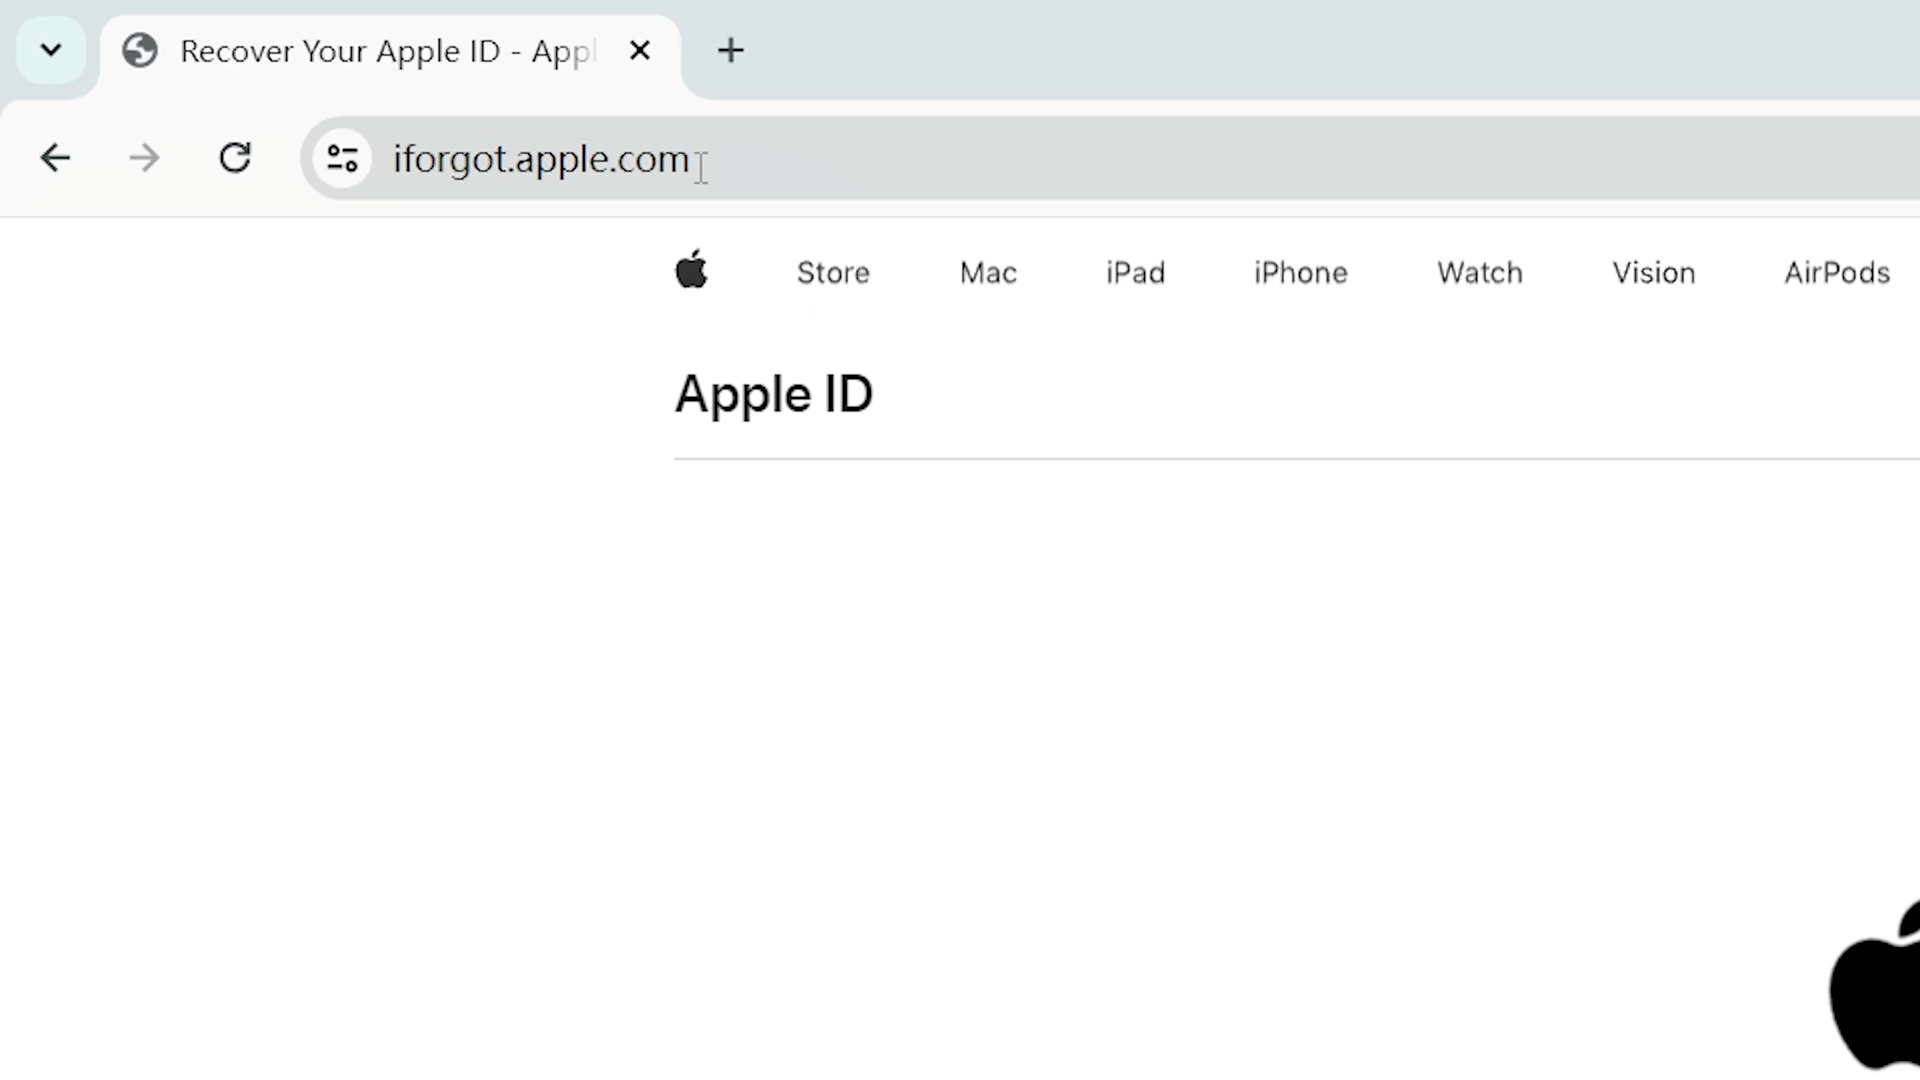 Recover Your Apple ID - Appl
iforgot.apple.com
Store Mac iPad iPhone Watch Vision AirPods
Apple ID